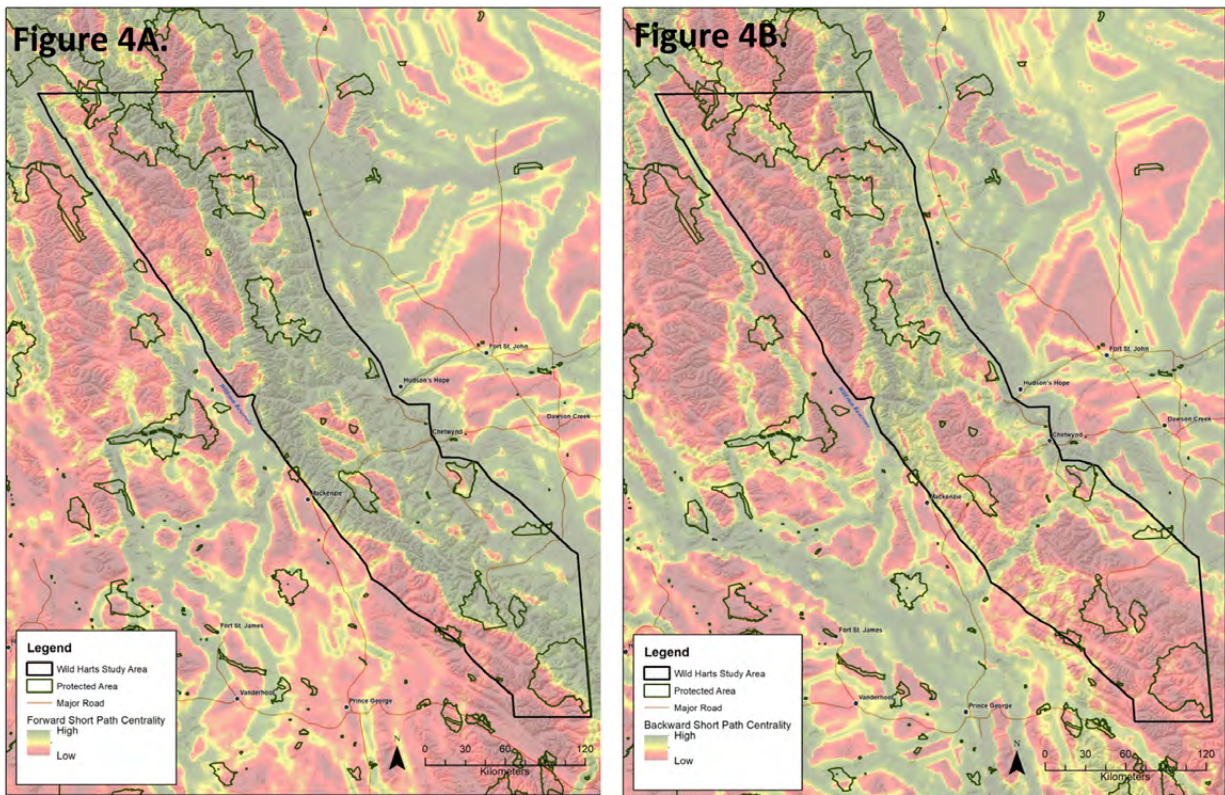 Figure 4A.
Fort St. John
Hudson's Hope
Dawson Creek
Chetwynd
Mackenzie
Fort St. James
Vanderhoof
Prince George
Legend
Wild Harts Study Area
Protected Area
Major Road
Forward Short Path Centrality
High
Low
N
0 30 60 120
Kilometers
Figure 4B.
Fort St. John
Hudson's Hope
Dawson Creek
Chetwynd
Mackenzie
Fort St. James
Vanderhoof
Prince George
Legend
Wild Harts Study Area
Protected Area
Major Road
Backward Short Path Centrality
High
Low
N
0 30 60 120
Kilometers